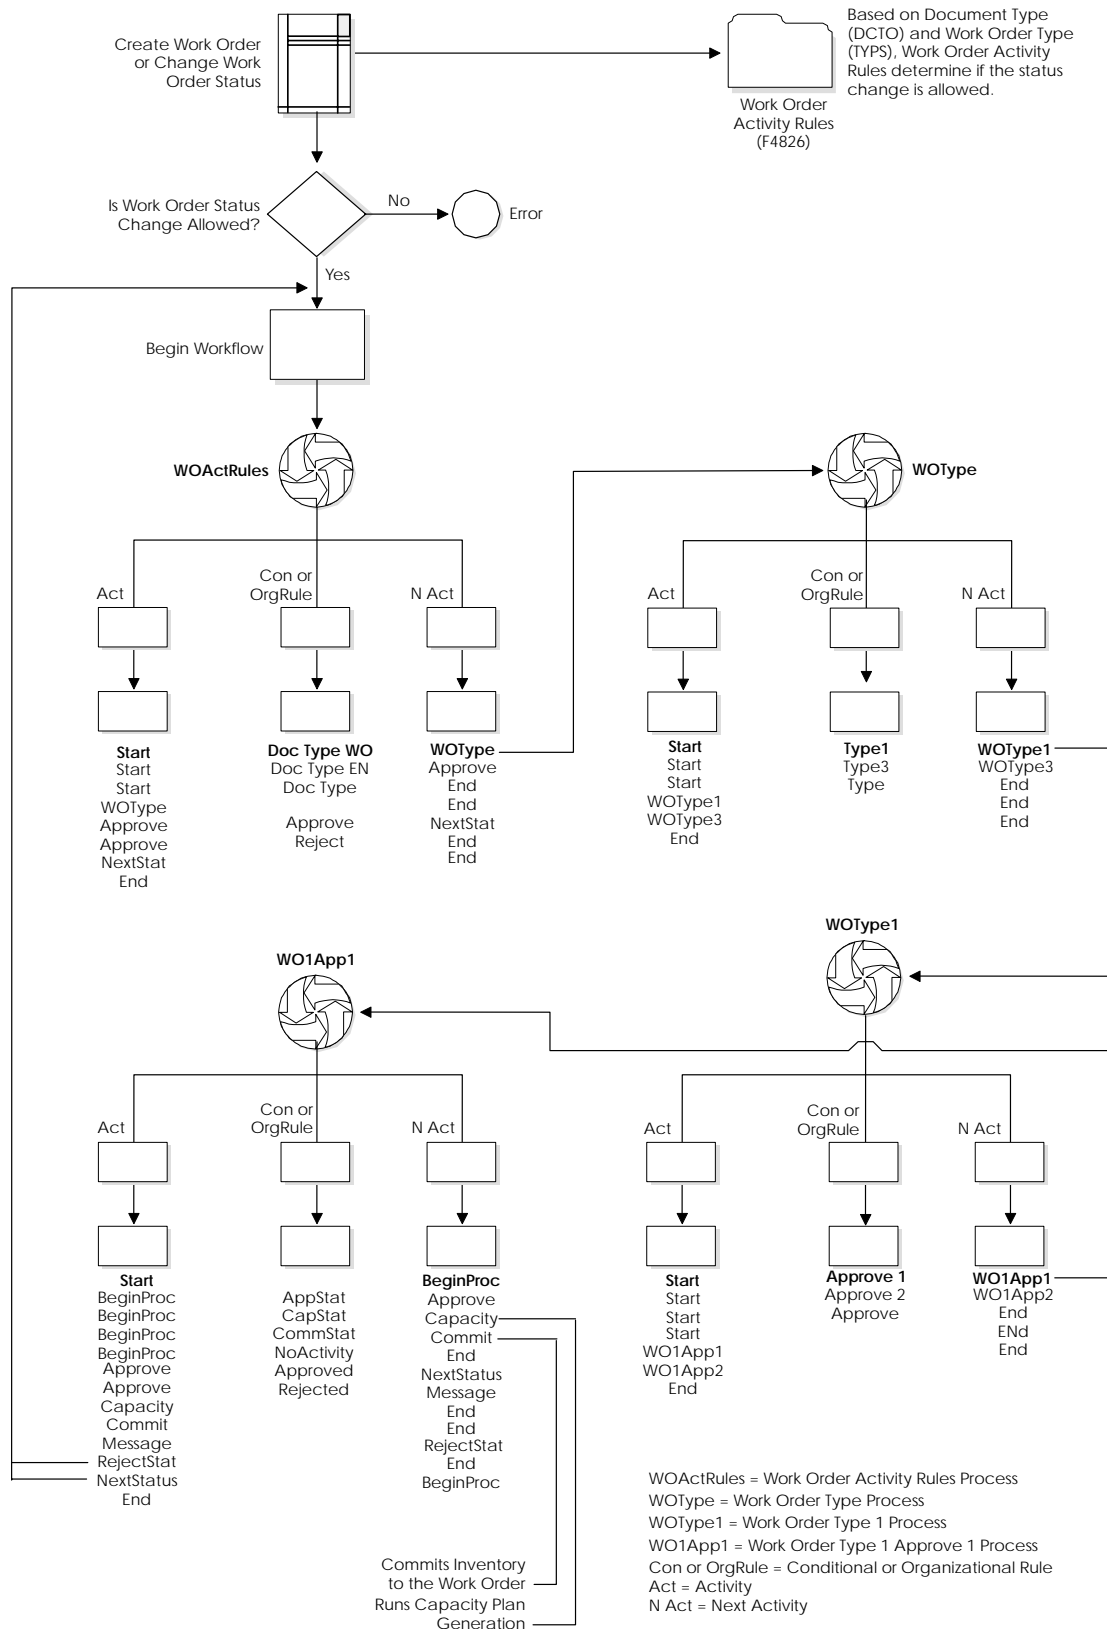 Create Work Order
or Change Work
Order Status
Based on Document Type
(DCTO) and Work Order Type
(TYPS), Work Order Activity
Rules determine if the status
change is allowed.
Work Order
Activity Rules
(F4826)
Is Work Order Status
Change Allowed?
No
Error
Yes
Begin Workflow
WOActRules
Act
Con or
OrgRule
N Act
Start
Start
Start
WOType
Approve
Approve
NextStat
End
Doc Type WO
Doc Type EN
Doc Type
Approve
Reject
WOType
Approve
End
End
NextStat
End
End
WOType
Act
Con or
OrgRule
N Act
Start
Start
Start
WOType1
WOType3
End
Type1
Type3
Type
WOType1
WOType3
End
End
End
WO1App1
Act
Con or
OrgRule
N Act
Start
BeginProc
BeginProc
BeginProc
BeginProc
Approve
Approve
Capacity
Commit
Message
RejectStat
NextStatus
End
AppStat
CapStat
CommStat
NoActivity
Approved
Rejected
BeginProc
Approve
Capacity
Commit
End
NextStatus
Message
End
End
RejectStat
End
BeginProc
Commits Inventory
to the Work Order
Runs Capacity Plan
Generation
WOType1
Act
Con or
OrgRule
N Act
Start
Start
Start
Start
WO1App1
WO1App2
End
Approve 1
Approve 2
Approve
WO1App1
WO1App2
End
ENd
End
WOActRules = Work Order Activity Rules Process
WOType = Work Order Type Process
WOType1 = Work Order Type 1 Process
WO1App1 = Work Order Type 1 Approve 1 Process
Con or OrgRule = Conditional or Organizational Rule
Act = Activity
N Act = Next Activity